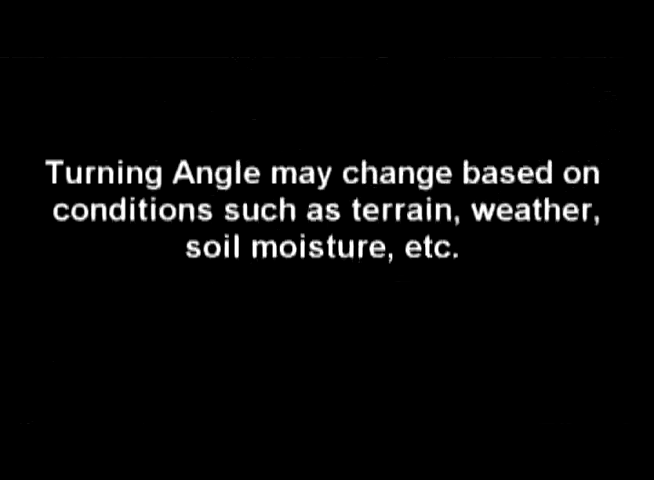 Turning Angle may change based on
conditions such as terrain, weather,
soil moisture, etc.